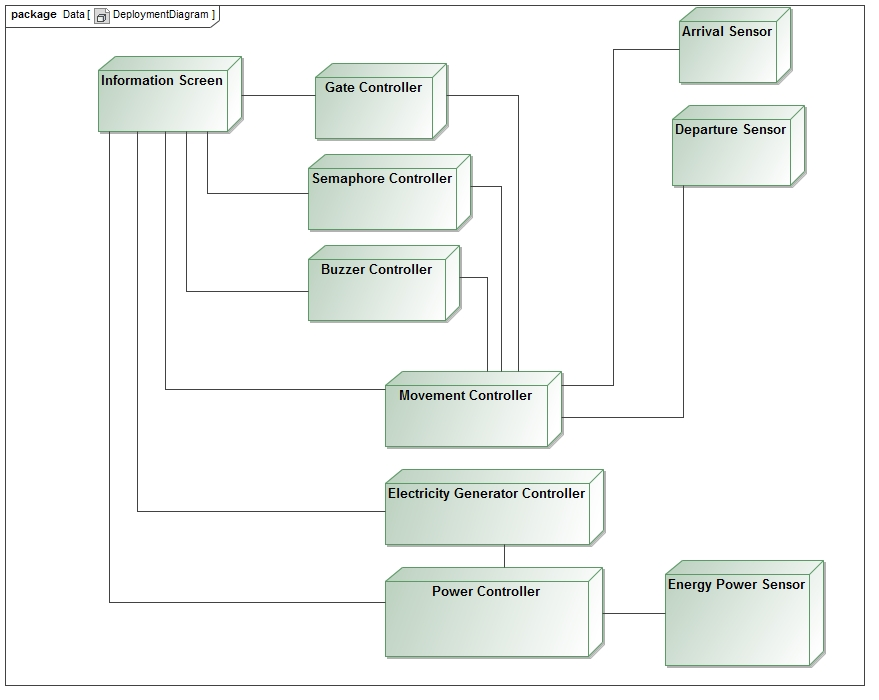 package Data [ DeploymentDiagram ]
Arrival Sensor
Information Screen
Gate Controller
Departure Sensor
Semaphore Controller
Buzzer Controller
Movement Controller
Electricity Generator Controller
Power Controller
Energy Power Sensor